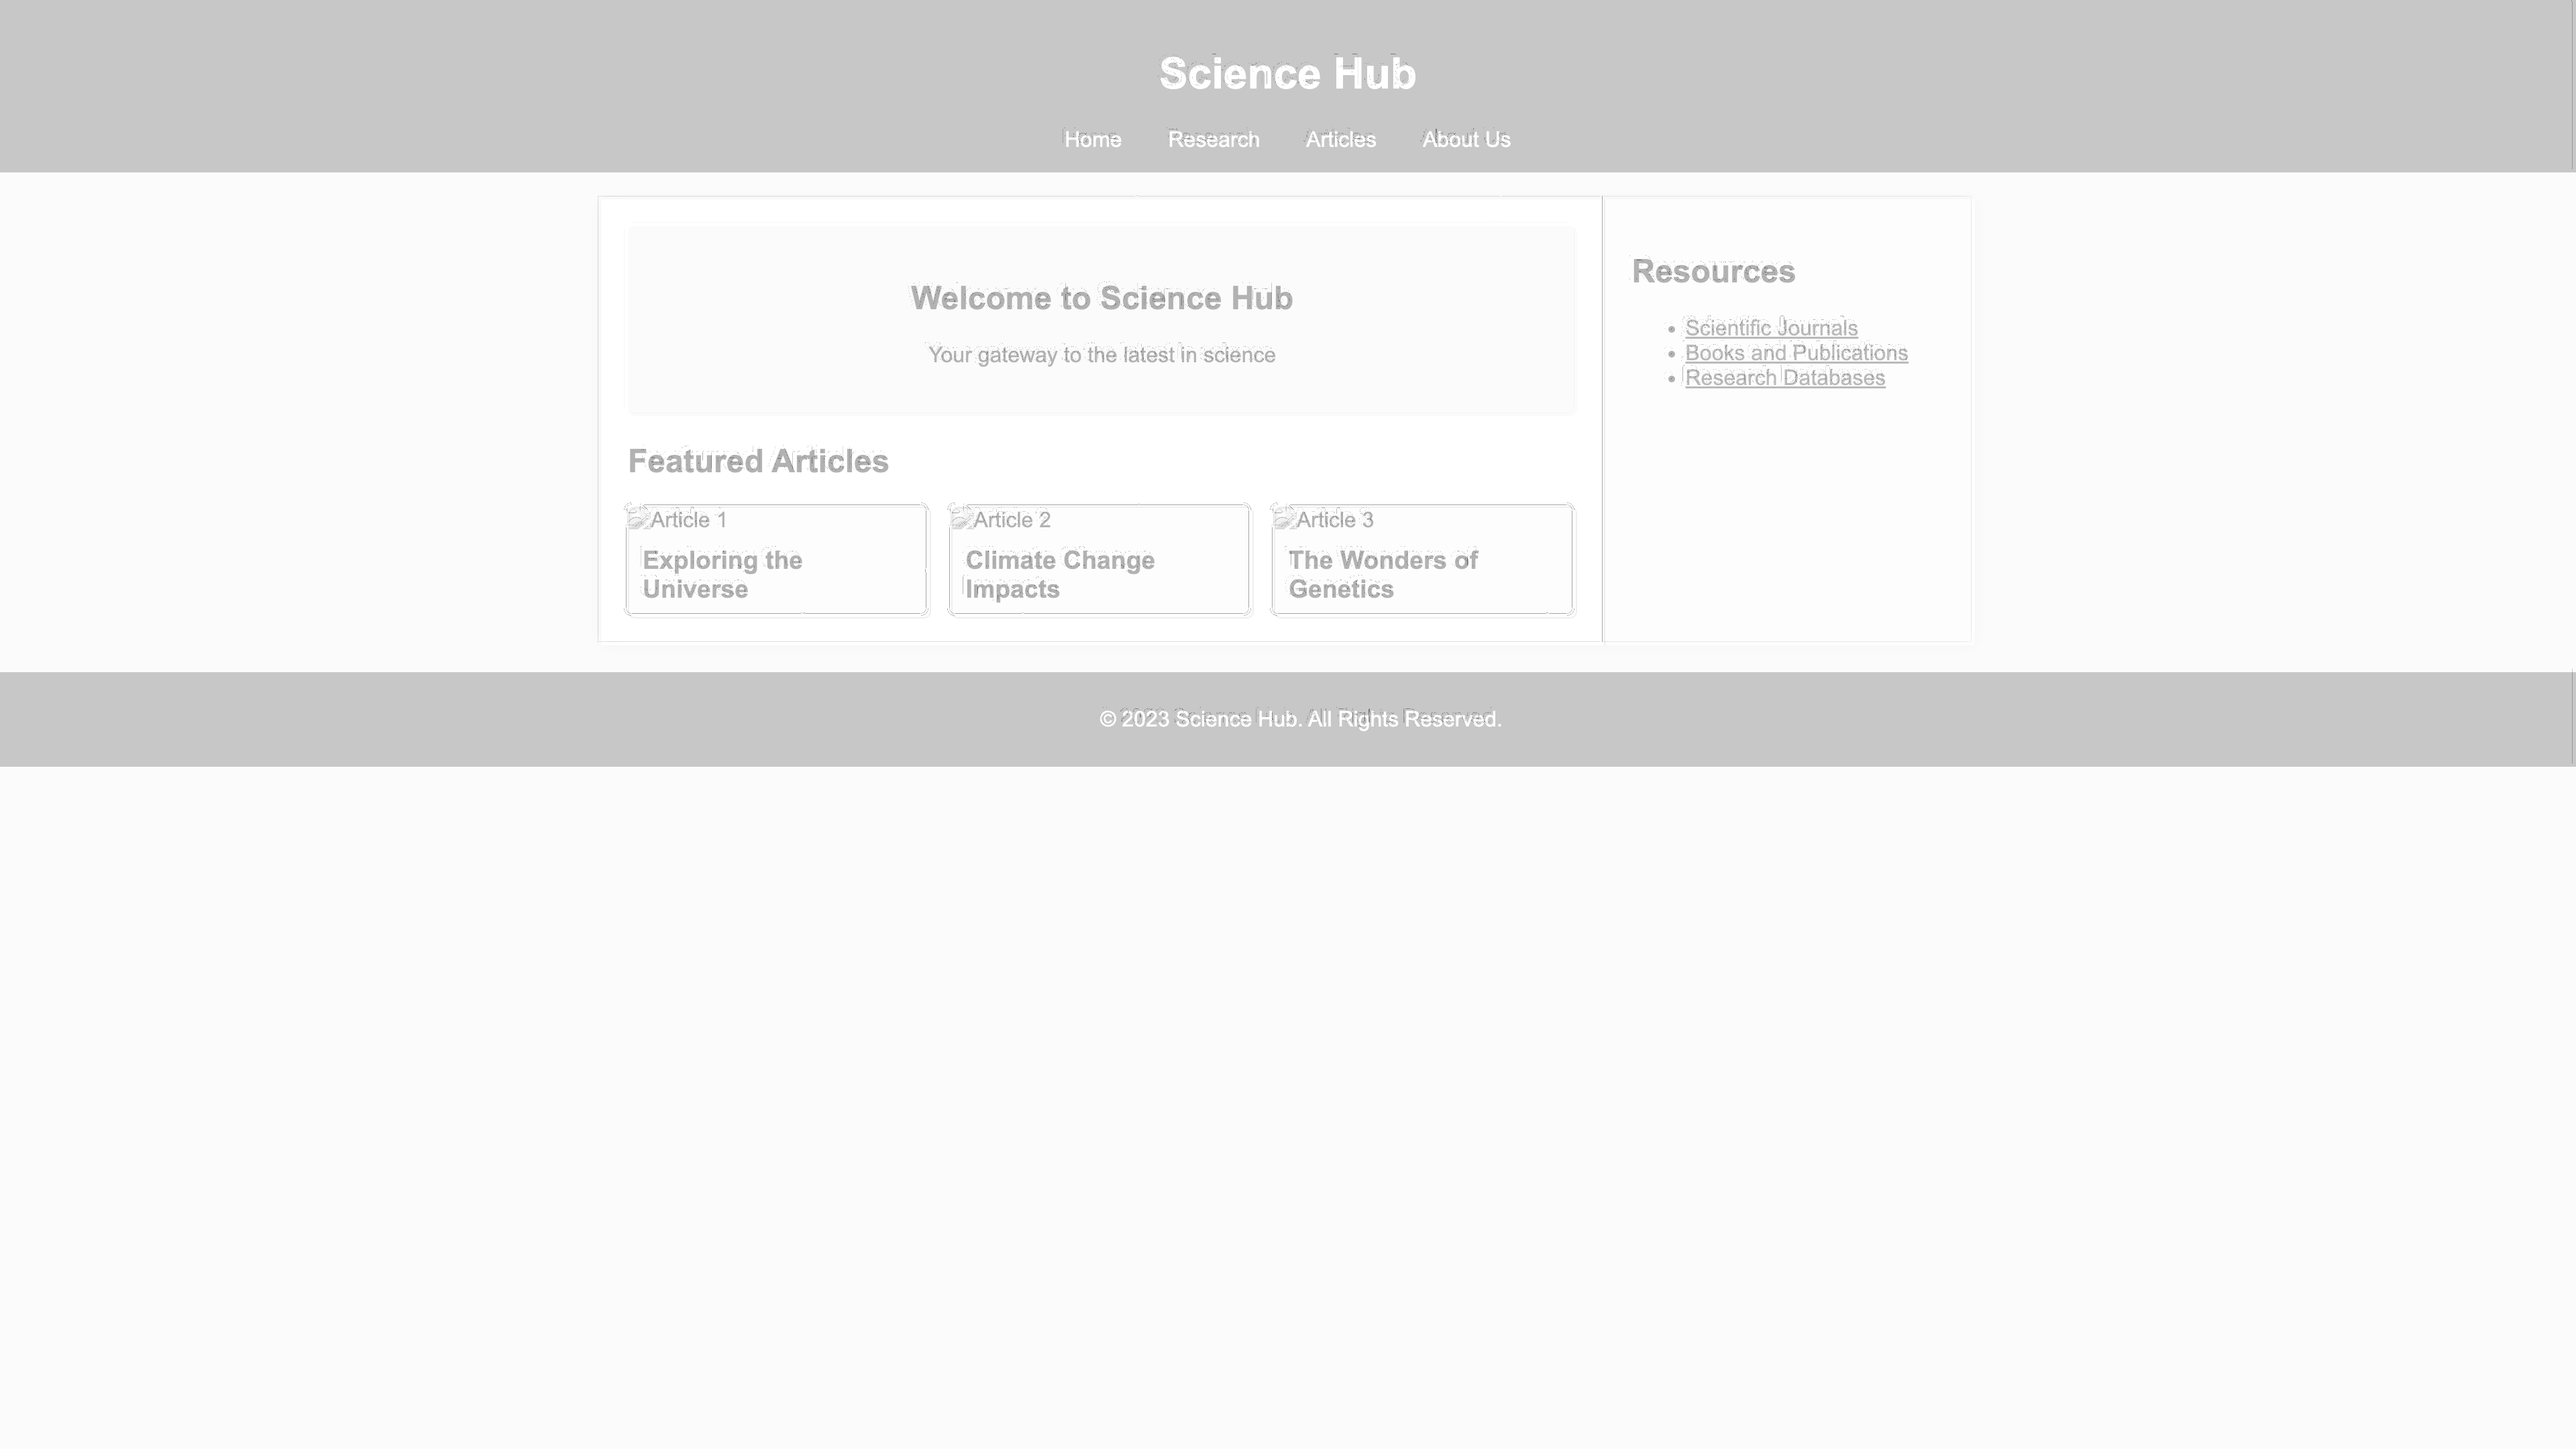 Science Hub
Home Research Articles About Us
Welcome to Science Hub
Your gateway to the latest in science
Featured Articles
Article 1
Exploring the
Universe
Article 2
Climate Change
Impacts
Article 3
The Wonders of
Genetics
Resources
Scientific Journals
Books and Publications
Research Databases
© 2023 Science Hub. All Rights Reserved.